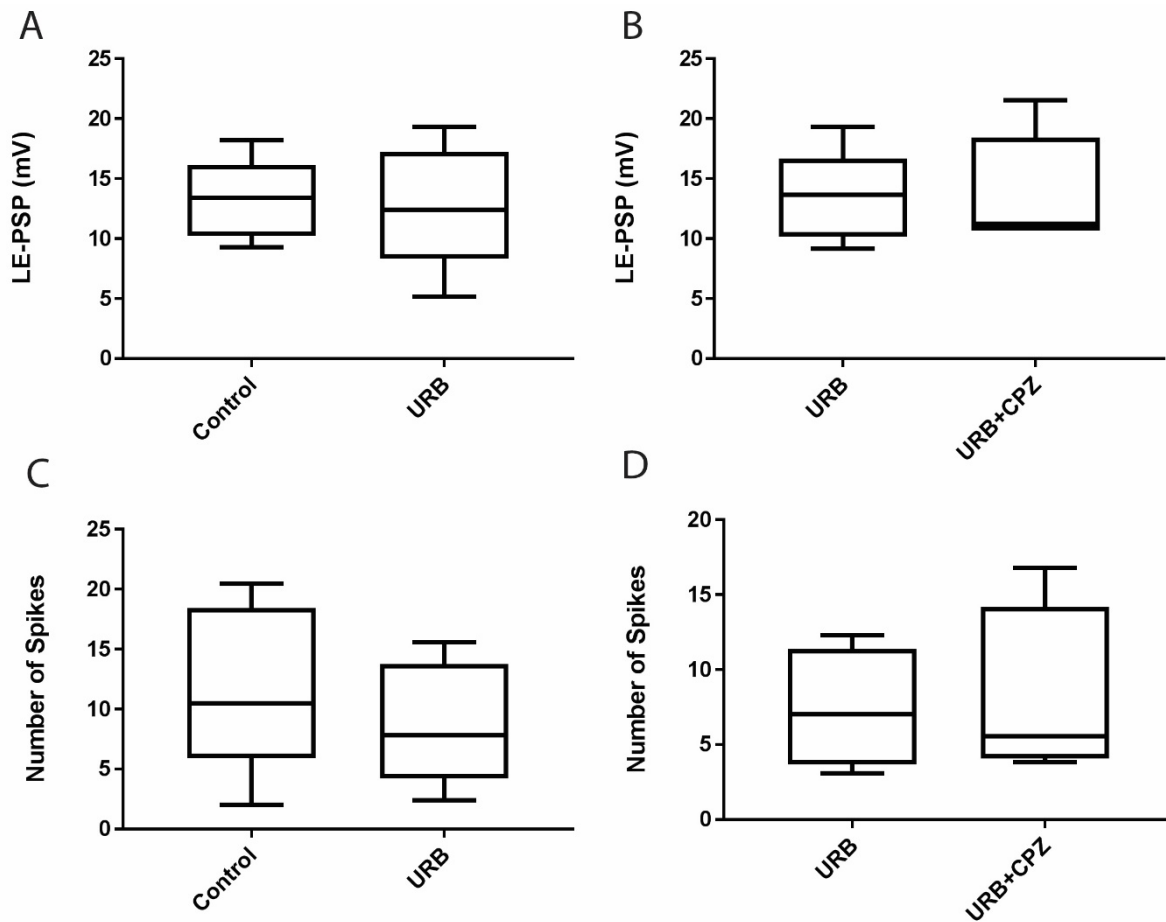 A
25
20
15
10
5
0
LE-PSP (mV)
Control
URB
B
25
20
15
10
5
0
LE-PSP (mV)
URB
URB+CPZ
C
25
20
15
10
5
0
Number of Spikes
Control
URB
D
20
15
10
5
0
Number of Spikes
URB
URB+CPZ